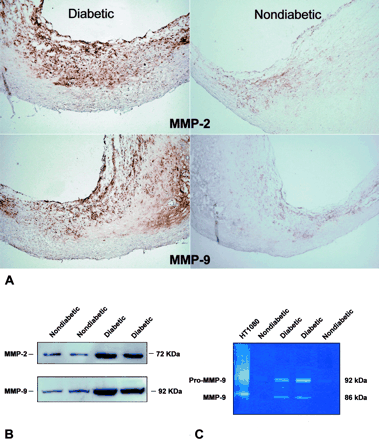 Diabetic Nondiabetic
MMP-2
MMP-9
A
Nondiabetic Nondiabetic Diabetic Diabetic
MMP-2 72 KDa
MMP-9 92 KDa
B
HT1080 Nondiabetic Diabetic Diabetic Nondiabetic
Pro-MMP-9 92 kDa
MMP-9 86 kDa
C